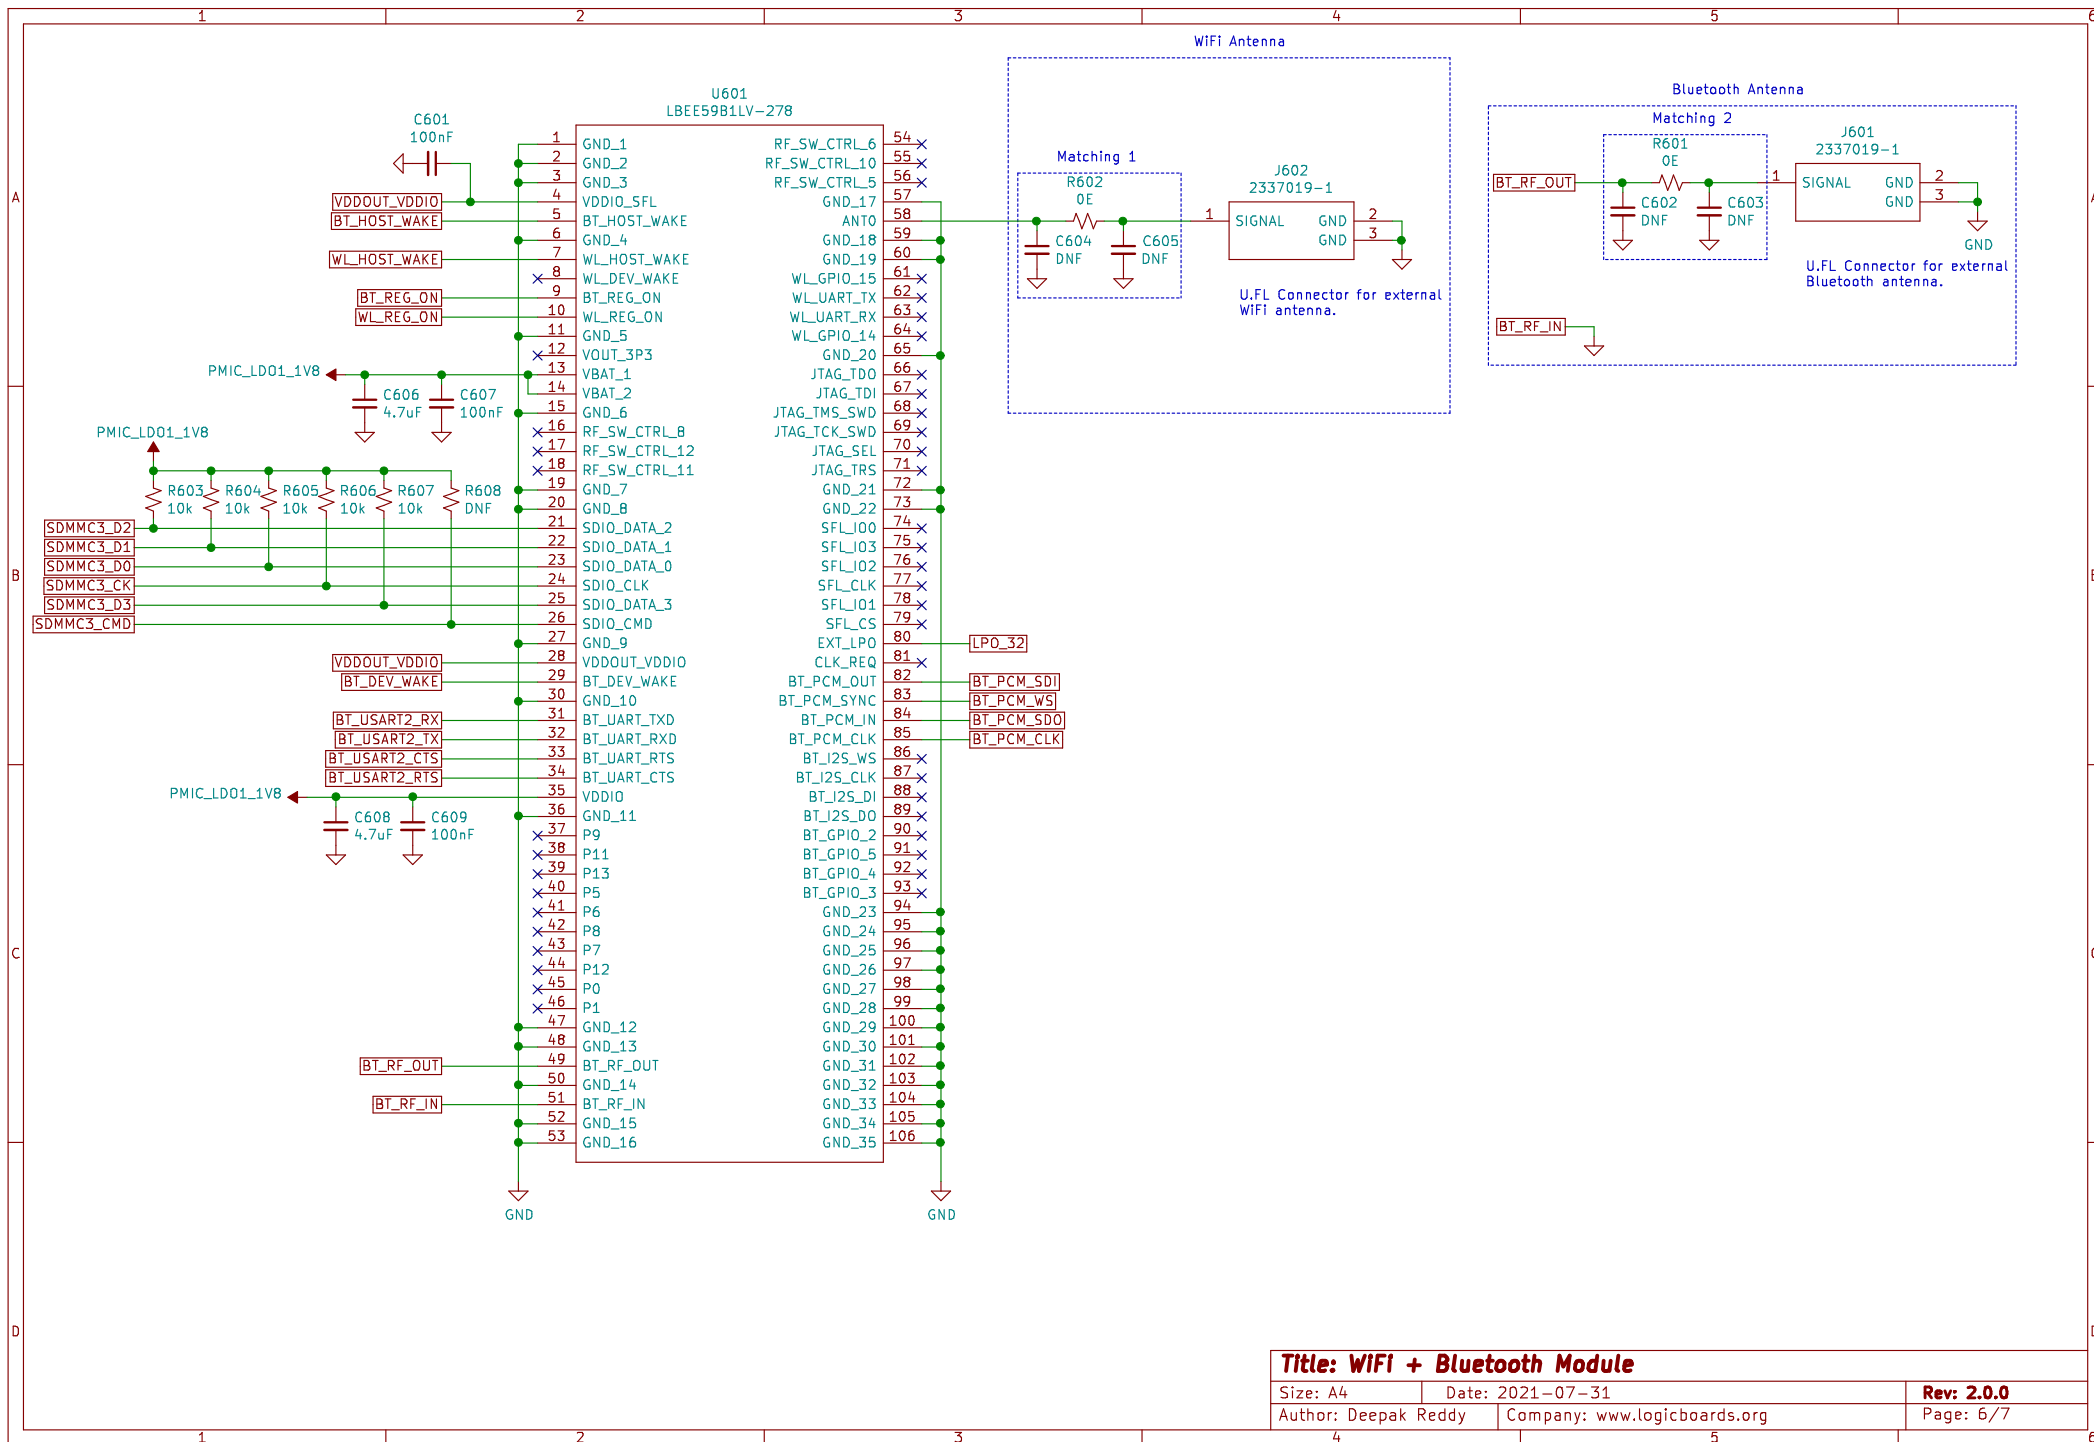 1 2 3 4 5 6
WiFi Antenna
Bluetooth Antenna
U601
LBEE59B1LV-278
C601
100nF
VDDOUT_VDDIO
BT_HOST_WAKE
WL_HOST_WAKE
BT_REG_ON
WL_REG_ON
PMIC_LDO1_1V8
C606
4.7uF
C607
100nF
PMIC_LDO1_1V8
R603
10k
R604
10k
R605
10k
R606
10k
R607
10k
R608
DNF
SDMMC3_D2
SDMMC3_D1
SDMMC3_D0
SDMMC3_CK
SDMMC3_D3
SDMMC3_CMD
VDDOUT_VDDIO
BT_DEV_WAKE
BT_USART2_RX
BT_USART2_TX
BT_USART2_CTS
BT_USART2_RTS
PMIC_LDO1_1V8
C608
4.7uF
C609
100nF
BT_RF_OUT
BT_RF_IN
1 GND_1
2 GND_2
3 GND_3
4 VDDIO_SFL
5 BT_HOST_WAKE
6 GND_4
7 WL_HOST_WAKE
8 WL_DEV_WAKE
9 BT_REG_ON
10 WL_REG_ON
11 GND_5
12 VOUT_3P3
13 VBAT_1
14 VBAT_2
15 GND_6
16 RF_SW_CTRL_8
17 RF_SW_CTRL_12
18 RF_SW_CTRL_11
19 GND_7
20 GND_8
21 SDIO_DATA_2
22 SDIO_DATA_1
23 SDIO_DATA_0
24 SDIO_CLK
25 SDIO_DATA_3
26 SDIO_CMD
27 GND_9
28 VDDOUT_VDDIO
29 BT_DEV_WAKE
30 GND_10
31 BT_UART_TXD
32 BT_UART_RXD
33 BT_UART_RTS
34 BT_UART_CTS
35 VDDIO
36 GND_11
37 P9
38 P11
39 P13
40 P5
41 P6
42 P8
43 P7
44 P12
45 P0
46 P1
47 GND_12
48 GND_13
49 BT_RF_OUT
50 GND_14
51 BT_RF_IN
52 GND_15
53 GND_16
GND
RF_SW_CTRL_6 54
RF_SW_CTRL_10 55
RF_SW_CTRL_5 56
GND_17 57
ANT0 58
GND_18 59
GND_19 60
WL_GPIO_15 61
WL_UART_TX 62
WL_UART_RX 63
WL_GPIO_14 64
GND_20 65
JTAG_TDO 66
JTAG_TDI 67
JTAG_TMS_SWD 68
JTAG_TCK_SWD 69
JTAG_SEL 70
JTAG_TRS 71
GND_21 72
GND_22 73
SFL_IO0 74
SFL_IO3 75
SFL_IO2 76
SFL_CLK 77
SFL_IO1 78
SFL_CS 79
EXT_LPO 80
CLK_REQ 81
BT_PCM_OUT 82
BT_PCM_SYNC 83
BT_PCM_IN 84
BT_PCM_CLK 85
BT_I2S_WS 86
BT_I2S_CLK 87
BT_I2S_DI 88
BT_I2S_DO 89
BT_GPIO_2 90
BT_GPIO_5 91
BT_GPIO_4 92
BT_GPIO_3 93
GND_23 94
GND_24 95
GND_25 96
GND_26 97
GND_27 98
GND_28 99
GND_29 100
GND_30 101
GND_31 102
GND_32 103
GND_33 104
GND_34 105
GND_35 106
GND
LPO_32
BT_PCM_SDI
BT_PCM_WS
BT_PCM_SDO
BT_PCM_CLK
Matching 1
R602
0E
C604
DNF
C605
DNF
J602
2337019-1
1 SIGNAL GND 2
GND 3
U.FL Connector for external
WiFi antenna.
Matching 2
R601
0E
BT_RF_OUT
C602
DNF
C603
DNF
J601
2337019-1
1 SIGNAL GND 2
GND 3
GND
U.FL Connector for external
Bluetooth antenna.
BT_RF_IN
A A
B B
C C
D D
Title: WiFi + Bluetooth Module
Size: A4 Date: 2021-07-31 Rev: 2.0.0
Author: Deepak Reddy Company: www.logicboards.org Page: 6/7
1 2 3 4 5 6